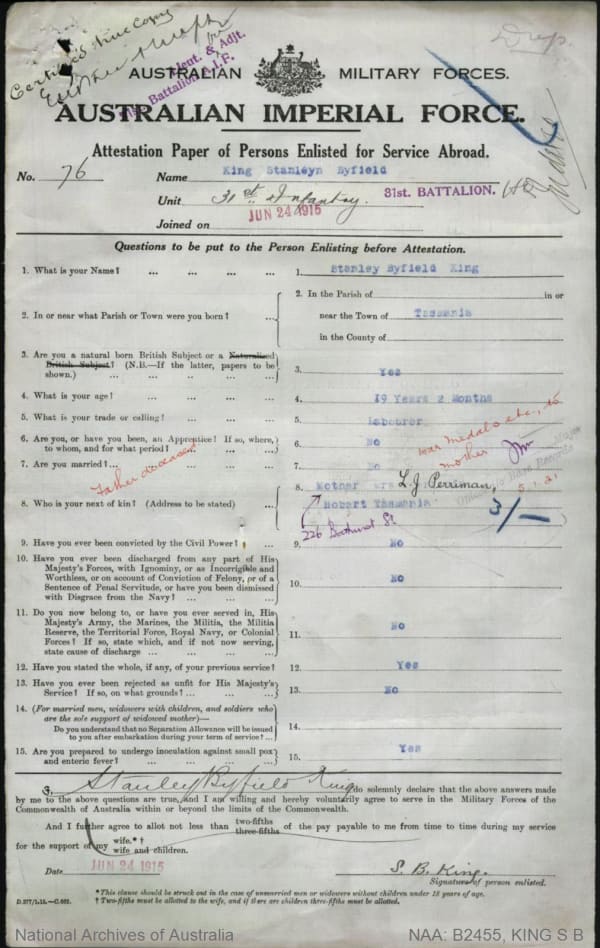 Certified true copy
Lieut. & Adjt.
31st Battalion A.I.F.
Dup.
AUSTRALIAN MILITARY FORCES.
AUSTRALIAN IMPERIAL FORCE.
Attestation Paper of Persons Enlisted for Service Abroad.
No. 76 Name King Stanleyn Byfield
Unit 31st Infantry. 31st. BATTALION.
JUN 24 1915
Joined on
Questions to be put to the Person Enlisting before Attestation.
1. What is your Name? ... ... ... ... 1. Stanley Byfield King
2. In or near what Parish or Town were you born? ... 2. In the Parish of in or
near the Town of Tasmania
in the County of
3. Are you a natural born British Subject or a Naturalized
British Subject? (N.B.—If the latter, papers to be
shown.) ... ... ... ... 3. Yes
4. What is your age? ... ... ... ... 4. 19 Years 2 Months
5. What is your trade or calling? ... ... ... 5. Labourer
6. Are you, or have you been, an Apprentice? If so, where,
to whom, and for what period? ... ... ... 6. No
war medals etc, to
mother
7. Are you married? ... ... ... 7. No
Father deceased
8. Who is your next of kin? (Address to be stated) ... 8. Mother Mrs L. J. Perriman,
Hobart Tasmania
226 Bathurst St
5.1.21
3/-
9. Have you ever been convicted by the Civil Power? ... ... 9. No
10. Have you ever been discharged from any part of His
Majesty's Forces, with Ignominy, or as Incorrigible and
Worthless, or on account of Conviction of Felony, or of a
Sentence of Penal Servitude, or have you been dismissed
with Disgrace from the Navy? ... ... ... 10. No
11. Do you now belong to, or have you ever served in, His
Majesty's Army, the Marines, the Militia, the Militia
Reserve, the Territorial Force, Royal Navy, or Colonial
Forces? If so, state which, and if not now serving,
state cause of discharge ... ... ... ... 11. No
12. Have you stated the whole, if any, of your previous service? 12. Yes
13. Have you ever been rejected as unfit for His Majesty's
Service? If so, on what grounds? ... ... ... 13. No
14. (For married men, widowers with children, and soldiers who
are the sole support of widowed mother)—
Do you understand that no Separation Allowance will be issued
to you after embarkation during your term of service? ... 14.
15. Are you prepared to undergo inoculation against small pox
and enteric fever? ... ... ... ... 15. Yes
I, Stanley Byfield King do solemnly declare that the above answers made
by me to the above questions are true, and I am willing and hereby voluntarily agree to serve in the Military Forces of the
Commonwealth of Australia within or beyond the limits of the Commonwealth.
And I further agree to allot not less than two-fifths three-fifths of the pay payable to me from time to time during my service
for the support of my wife.*† wife and children.
Date JUN 24 1915
S. B. King.
Signature of person enlisted.
*This clause should be struck out in the case of unmarried men or widowers without children under 18 years of age.
† Two-fifths must be allotted to the wife, and if there are children three-fifths must be allotted.
National Archives of Australia NAA: B2455, KING S B